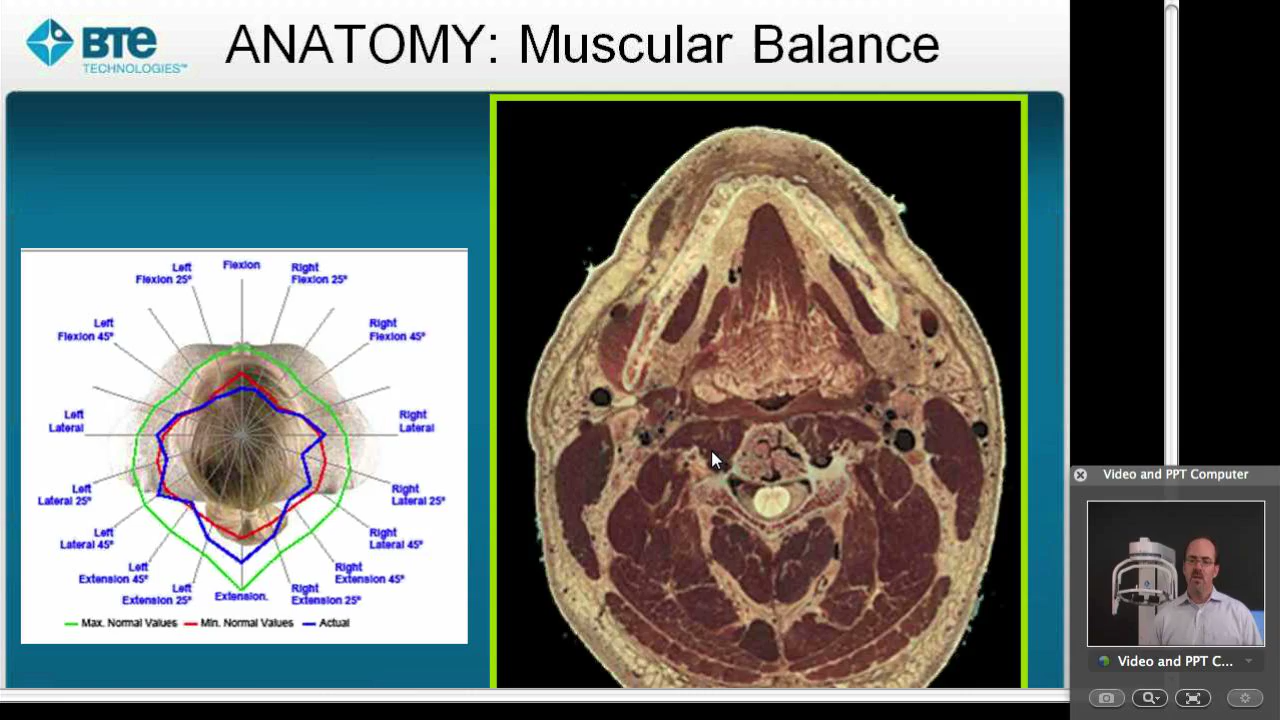 BTE
TECHNOLOGIES™
ANATOMY: Muscular Balance
Left
Flexion 25°
Flexion
Right
Flexion 25°
Left
Flexion 45°
Right
Flexion 45°
Left
Lateral
Right
Lateral
Left
Lateral 25°
Right
Lateral 25°
Left
Lateral 45°
Right
Lateral 45°
Left
Extension 45°
Right
Extension 45°
Left
Extension 25°
Extension.
Right
Extension 25°
Max. Normal Values
Min. Normal Values
Actual
Video and PPT Computer
Video and PPT C...